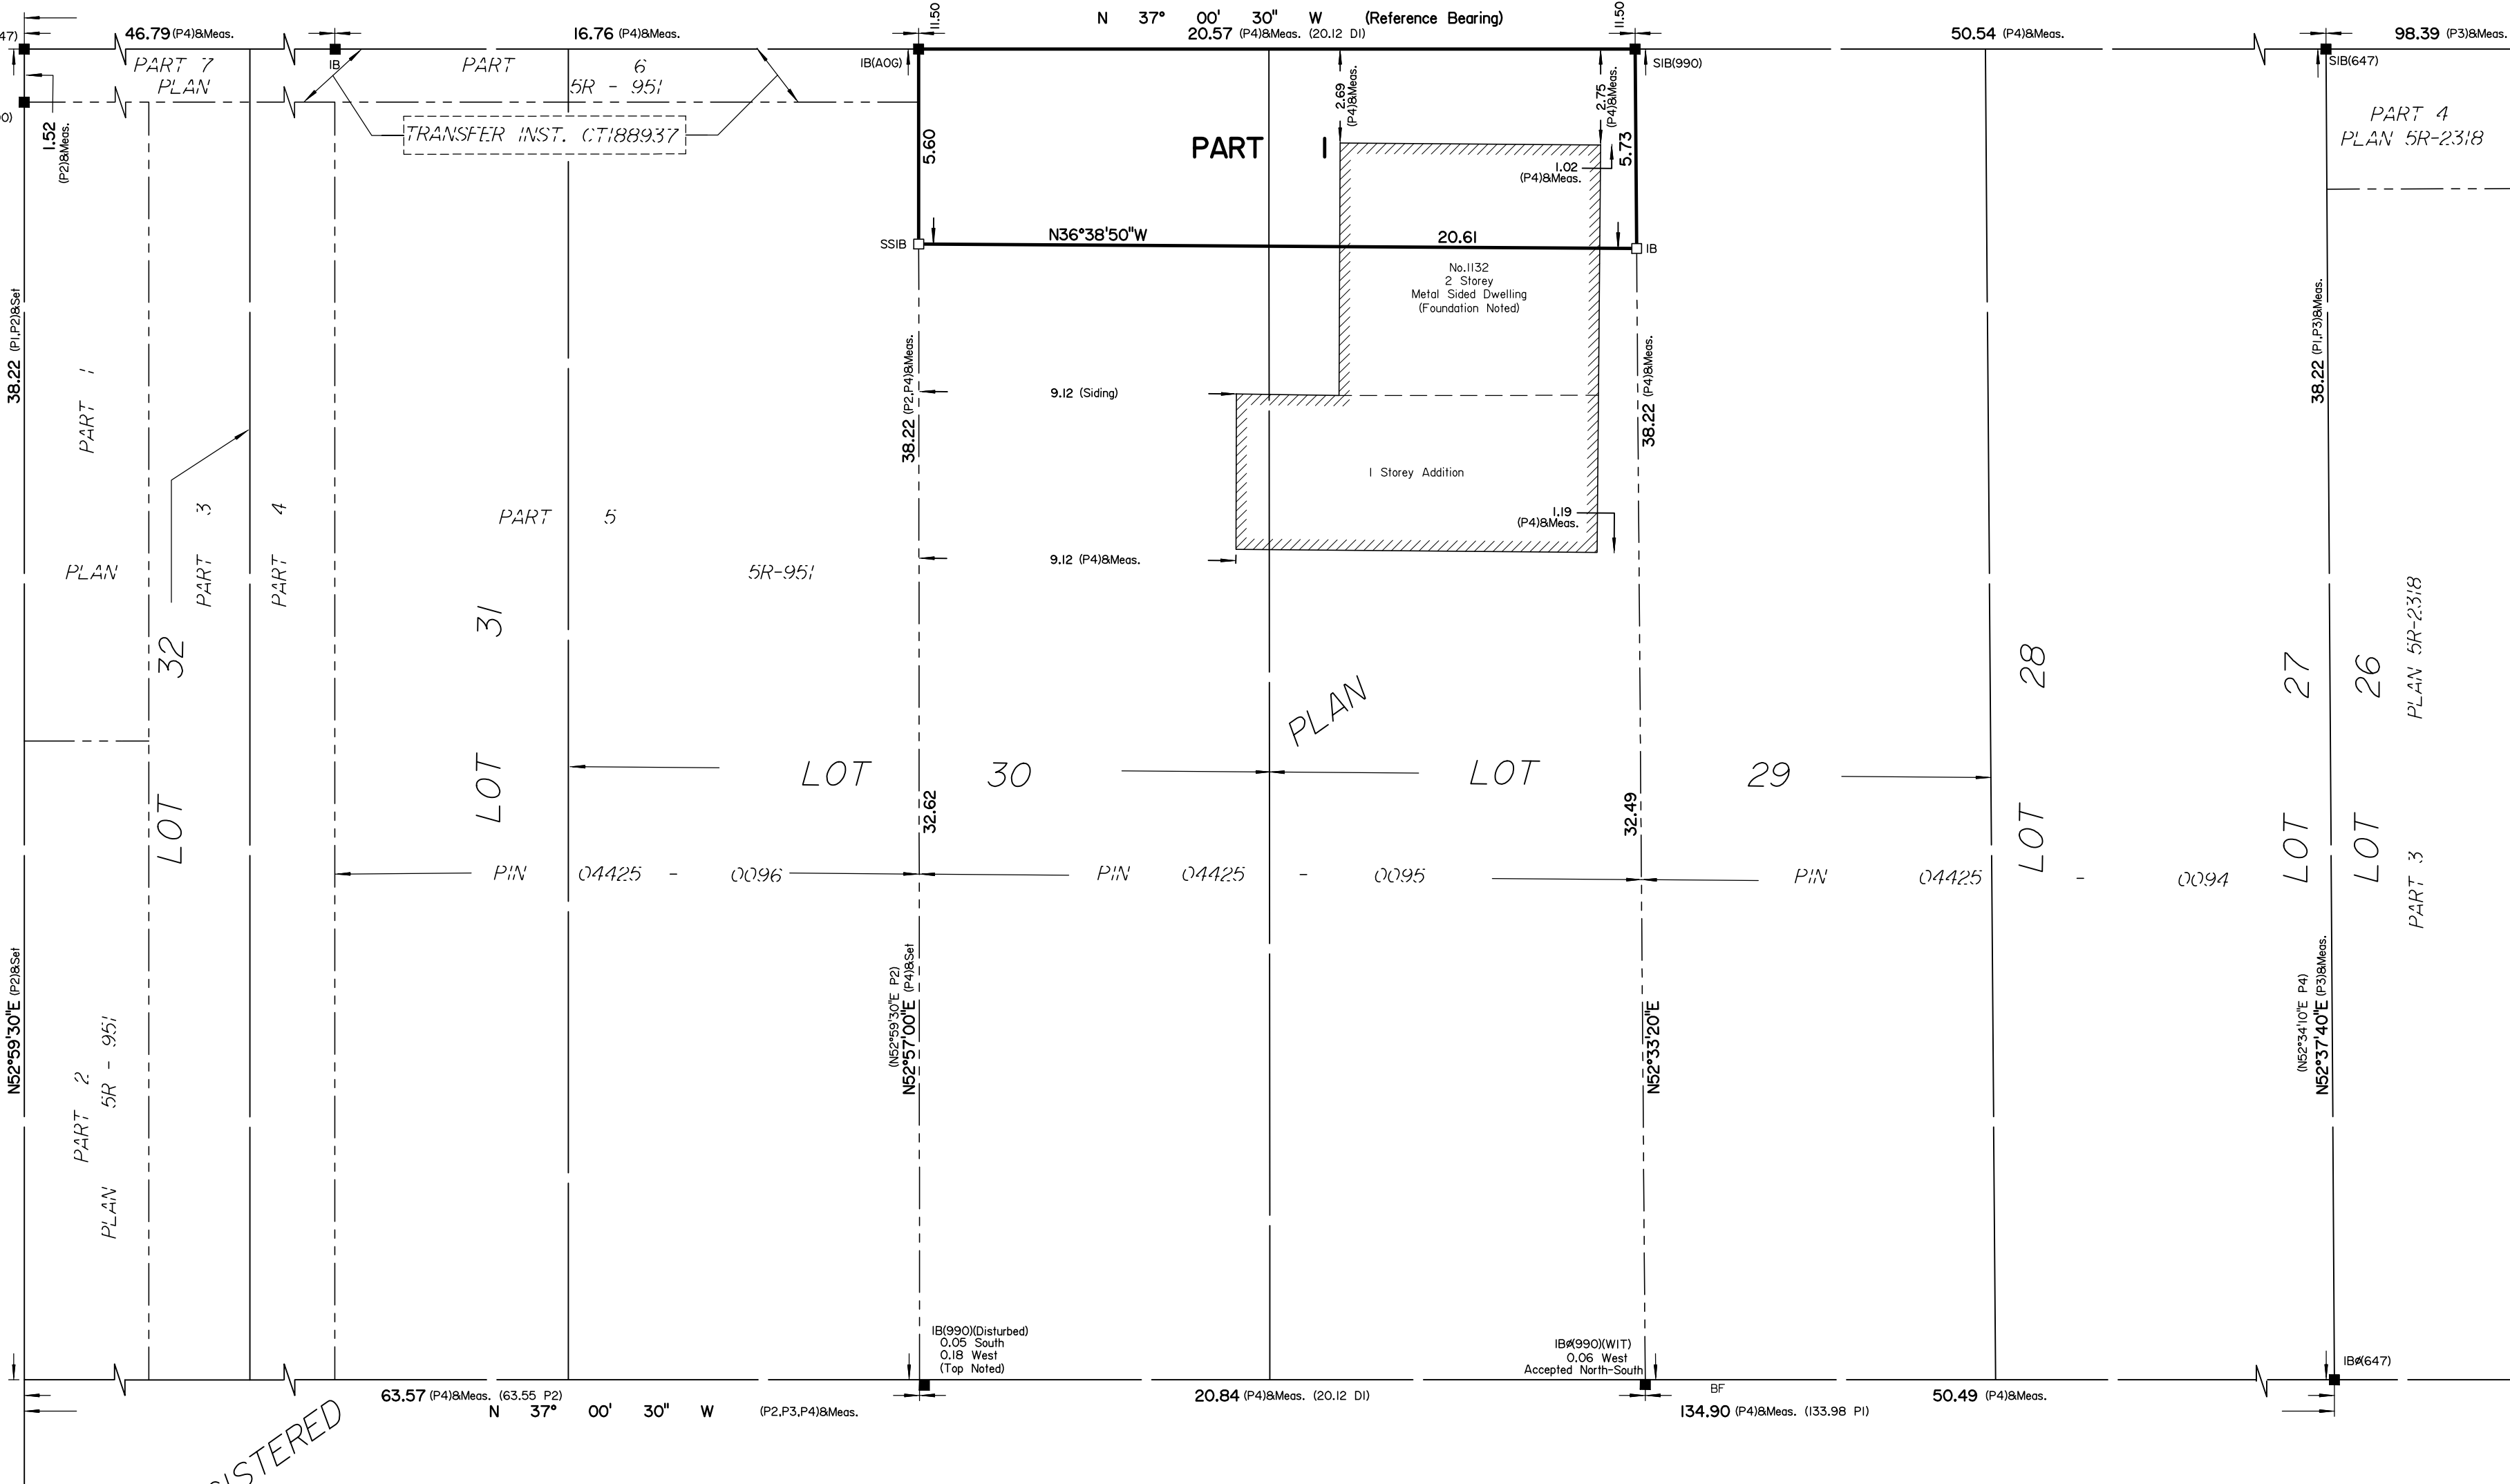 N 37° 00' 30" W (Reference Bearing)
46.79 (P4)&Meas.
16.76 (P4)&Meas.
11.50
20.57 (P4)&Meas. (20.12 D1)
11.50
50.54 (P4)&Meas.
98.39 (P3)&Meas.
47)
PART 7
PLAN
IB
PART 6
5R - 951
IB(AOG)
SIB(990)
SIB(647)
1.52
(P2)&Meas.
TRANSFER INST. CT188937
5.60
PART 1
2.69
(P4)&Meas.
2.75
(P4)&Meas.
5.73
1.02
(P4)&Meas.
PART 4
PLAN 5R-2318
SSIB
N36°38'50"W
20.61
IB
No.1132
2 Storey
Metal Sided Dwelling
(Foundation Noted)
38.22 (P1,P2)&Set
38.22 (P2,P4)&Meas.
38.22 (P4)&Meas.
38.22 (P1,P3)&Meas.
9.12 (Siding)
1 Storey Addition
1.19
(P4)&Meas.
9.12 (P4)&Meas.
PART 1
PLAN
PART 3
PART 4
PART 5
5R-951
LOT 32
LOT 31
PLAN
LOT 30
LOT 29
LOT 28
LOT 27
LOT 26
PLAN 5R-2318
PART 3
32.62
32.49
PIN 04425 - 0096
PIN 04425 - 0095
PIN 04425 - 0094
N52°59'30"E (P2)&Set
(N52°59'30"E P2)
N52°57'00"E (P4)&Set
N52°33'20"E
(N52°34'10"E P4)
N52°37'40"E (P3)&Meas.
PART 2
PLAN 5R - 951
IB(990)(Disturbed)
0.05 South
0.18 West
(Top Noted)
IBØ(990)(WIT)
0.06 West
Accepted North-South
IBØ(647)
BF
63.57 (P4)&Meas. (63.55 P2)
20.84 (P4)&Meas. (20.12 D1)
50.49 (P4)&Meas.
N 37° 00' 30" W (P2,P3,P4)&Meas.
134.90 (P4)&Meas. (133.98 P1)
ISTERED